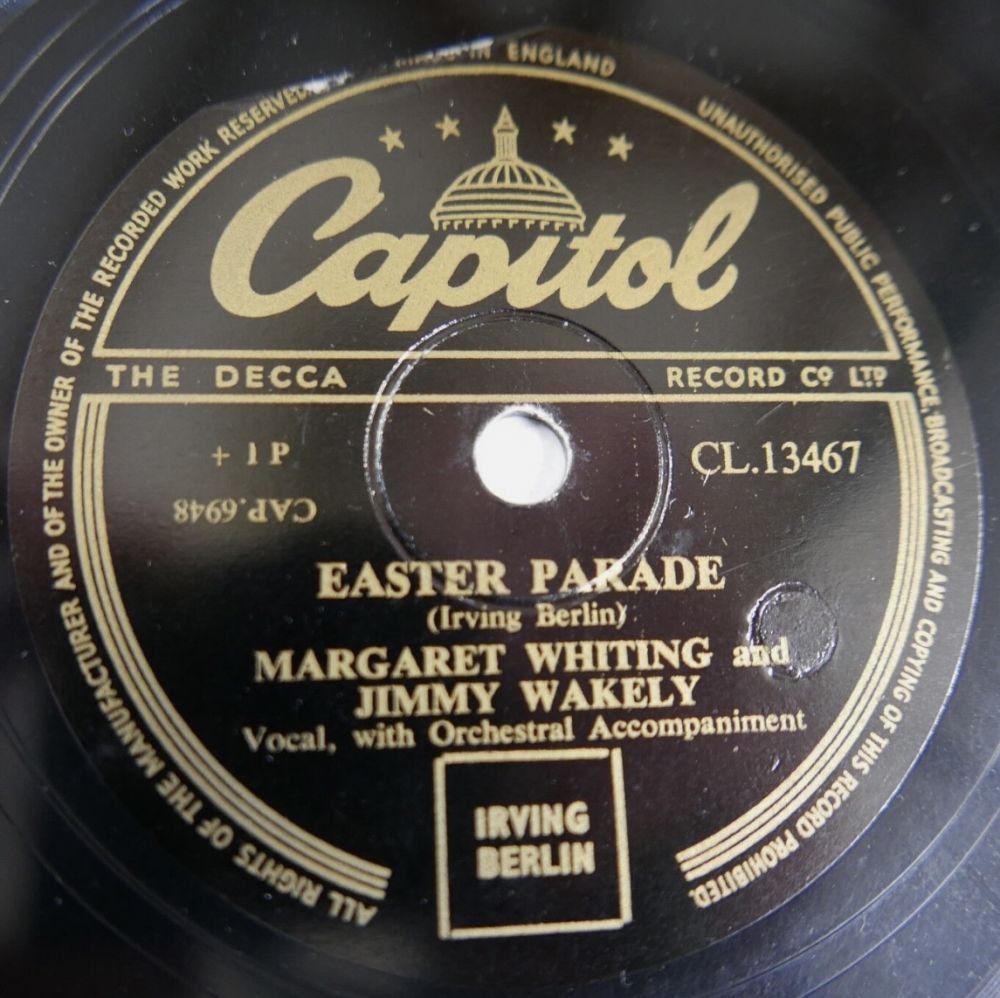 ALL RIGHTS OF THE MANUFACTURER AND OF THE OWNER OF THE RECORDED WORK RESERVED
IN ENGLAND
UNAUTHORISED PUBLIC PERFORMANCE, BROADCASTING AND COPYING OF THIS RECORD PROHIBITED.
Capitol
THE DECCA RECORD Cº LTD
+ 1 P
CL.13467
CAP.6948
EASTER PARADE
(Irving Berlin)
MARGARET WHITING and
JIMMY WAKELY
Vocal, with Orchestral Accompaniment
IRVING
BERLIN